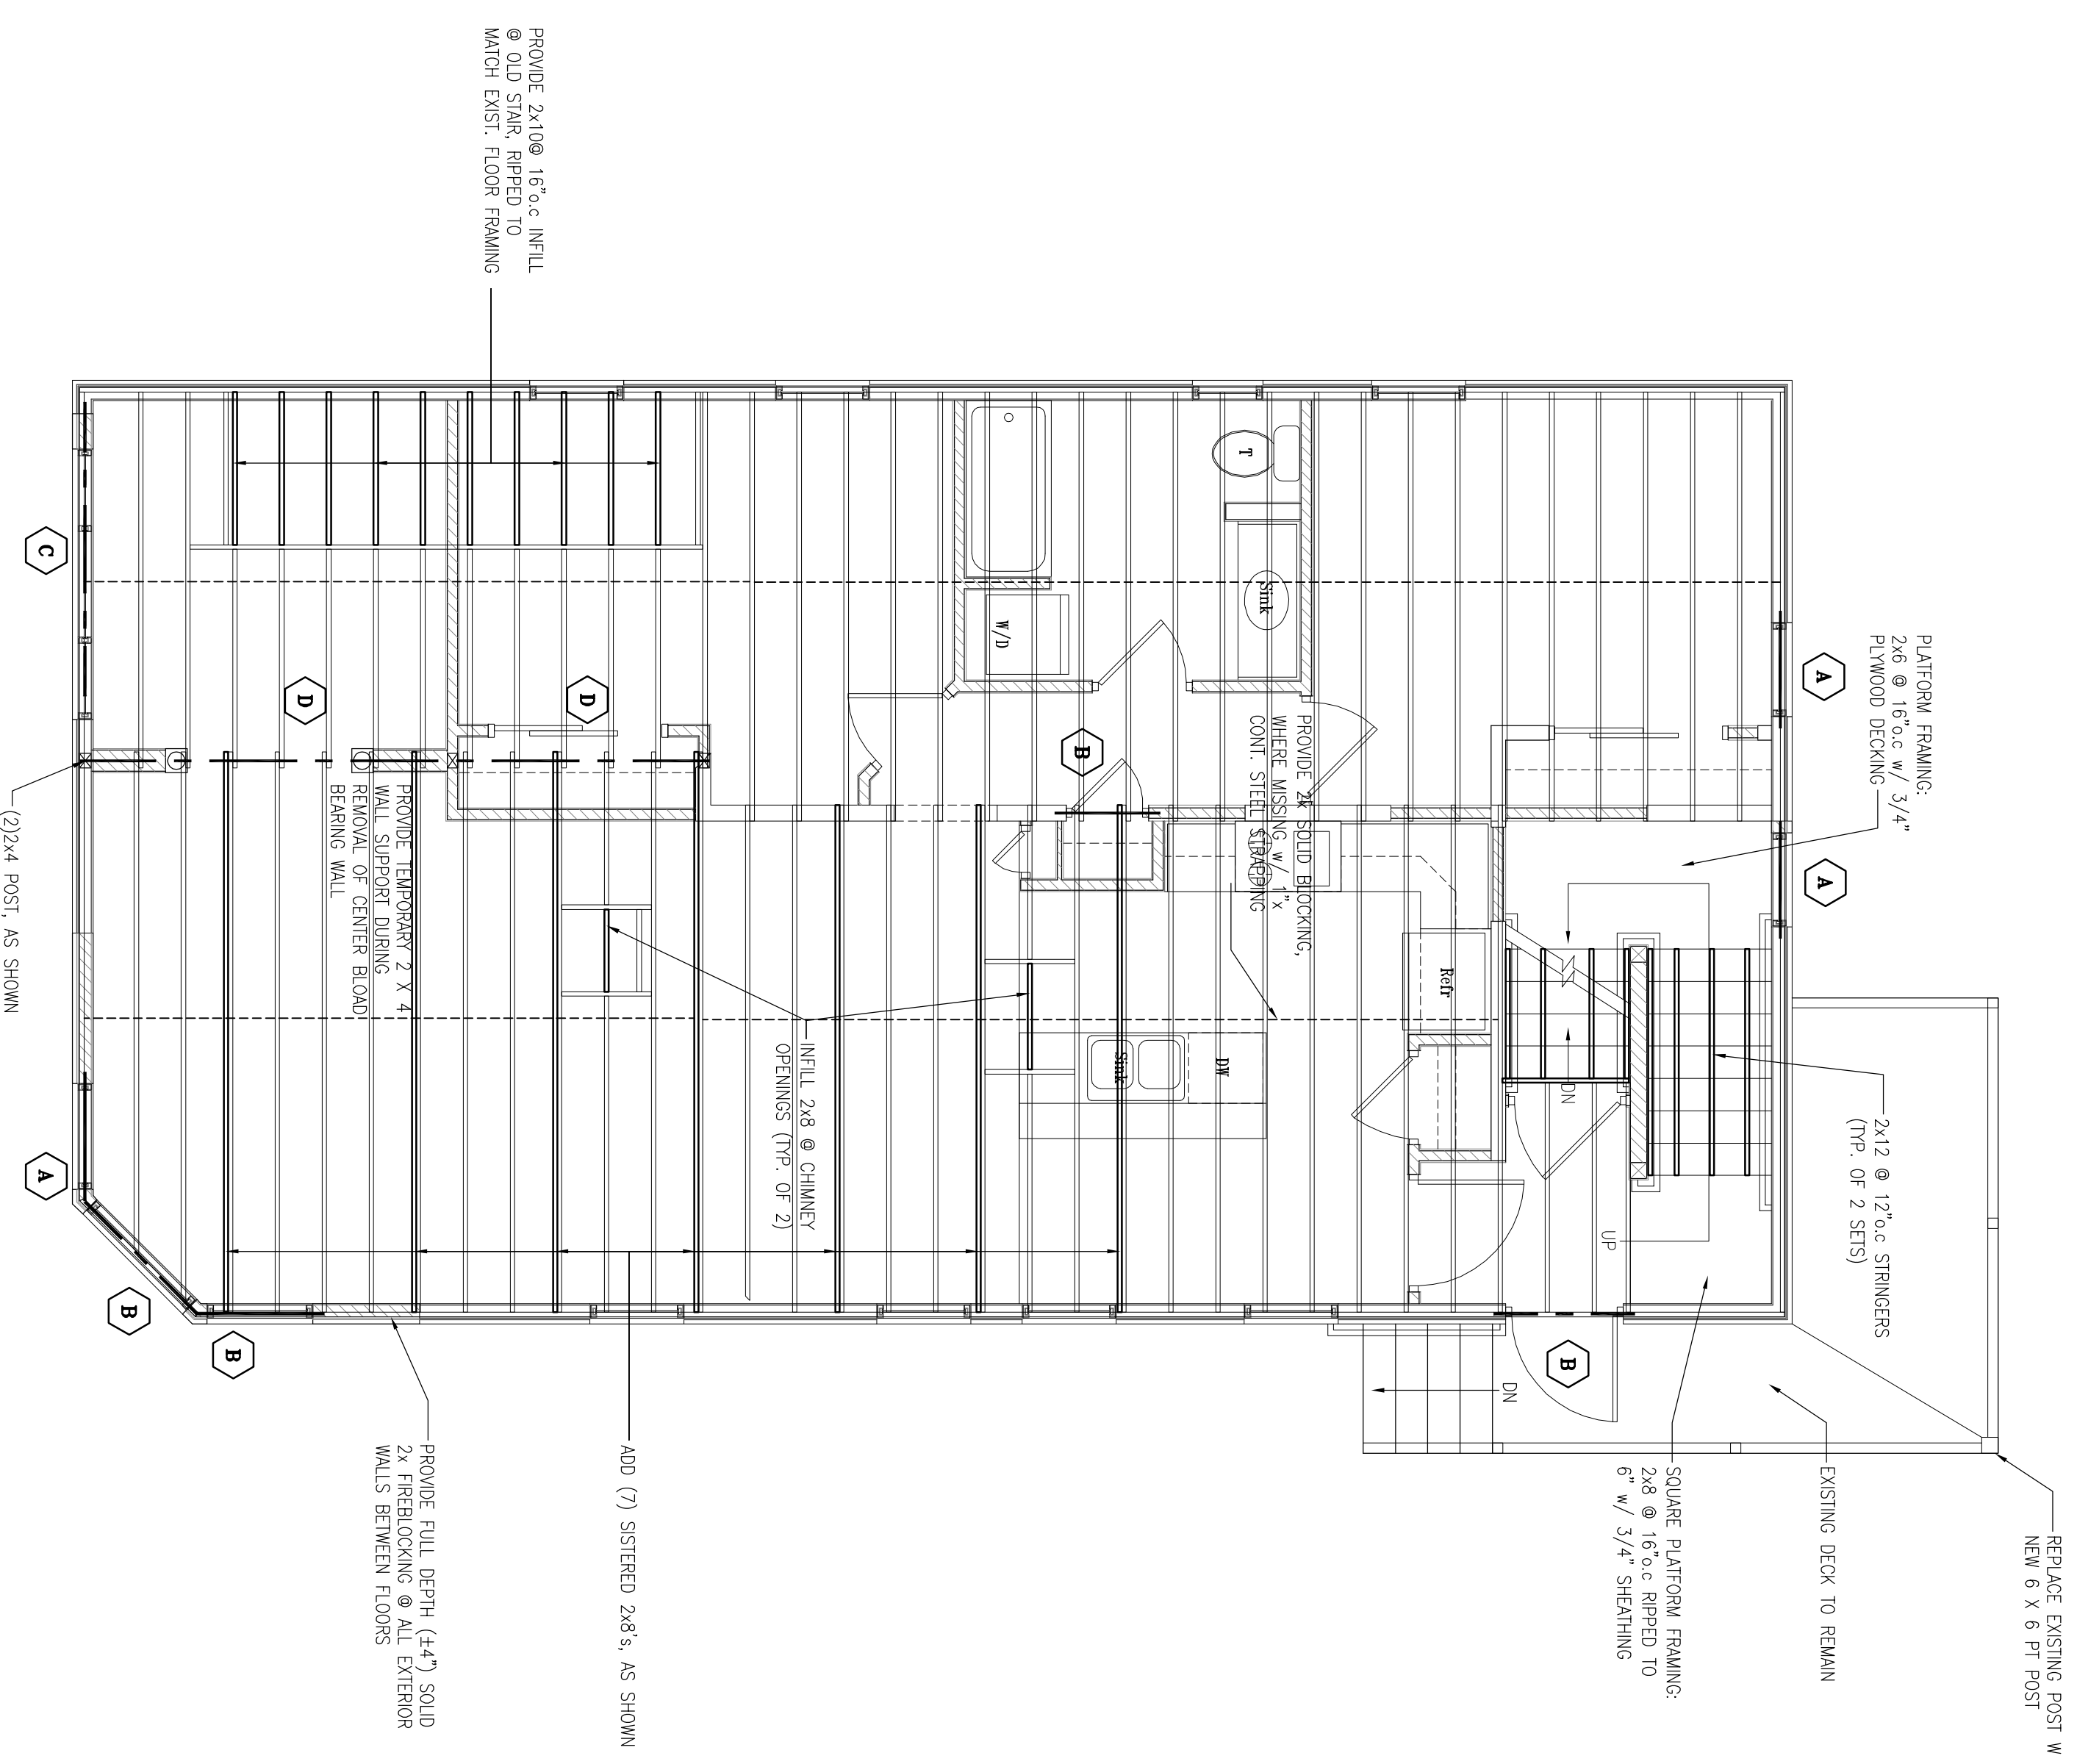 REPLACE EXISTING POST W
NEW 6 X 6 PT POST
EXISTING DECK TO REMAIN
SQUARE PLATFORM FRAMING:
2x8 @ 16"o.c RIPPED TO
6" w/ 3/4" SHEATHING
PLATFORM FRAMING:
2x6 @ 16"o.c w/ 3/4"
PLYWOOD DECKING
2x12 @ 12"o.c STRINGERS
(TYP. OF 2 SETS)
A
A
UP
DN
DN
B
Refr
PROVIDE 2x SOLID BLOCKING,
WHERE MISSING w/ 1"x
CONT. STEEL STRAPPING
T
Sink
W/D
B
DW
Sink
INFILL 2x8 @ CHIMNEY
OPENINGS (TYP. OF 2)
ADD (7) SISTERED 2x8's, AS SHOWN
D
D
PROVIDE 2x10@ 16"o.c INFILL
@ OLD STAIR, RIPPED TO
MATCH EXIST. FLOOR FRAMING
PROVIDE TEMPORARY 2 X 4
WALL SUPPORT DURING
REMOVAL OF CENTER BLOAD
BEARING WALL
PROVIDE FULL DEPTH (±4") SOLID
2x FIREBLOCKING @ ALL EXTERIOR
WALLS BETWEEN FLOORS
B
B
C
A
(2)2x4 POST, AS SHOWN